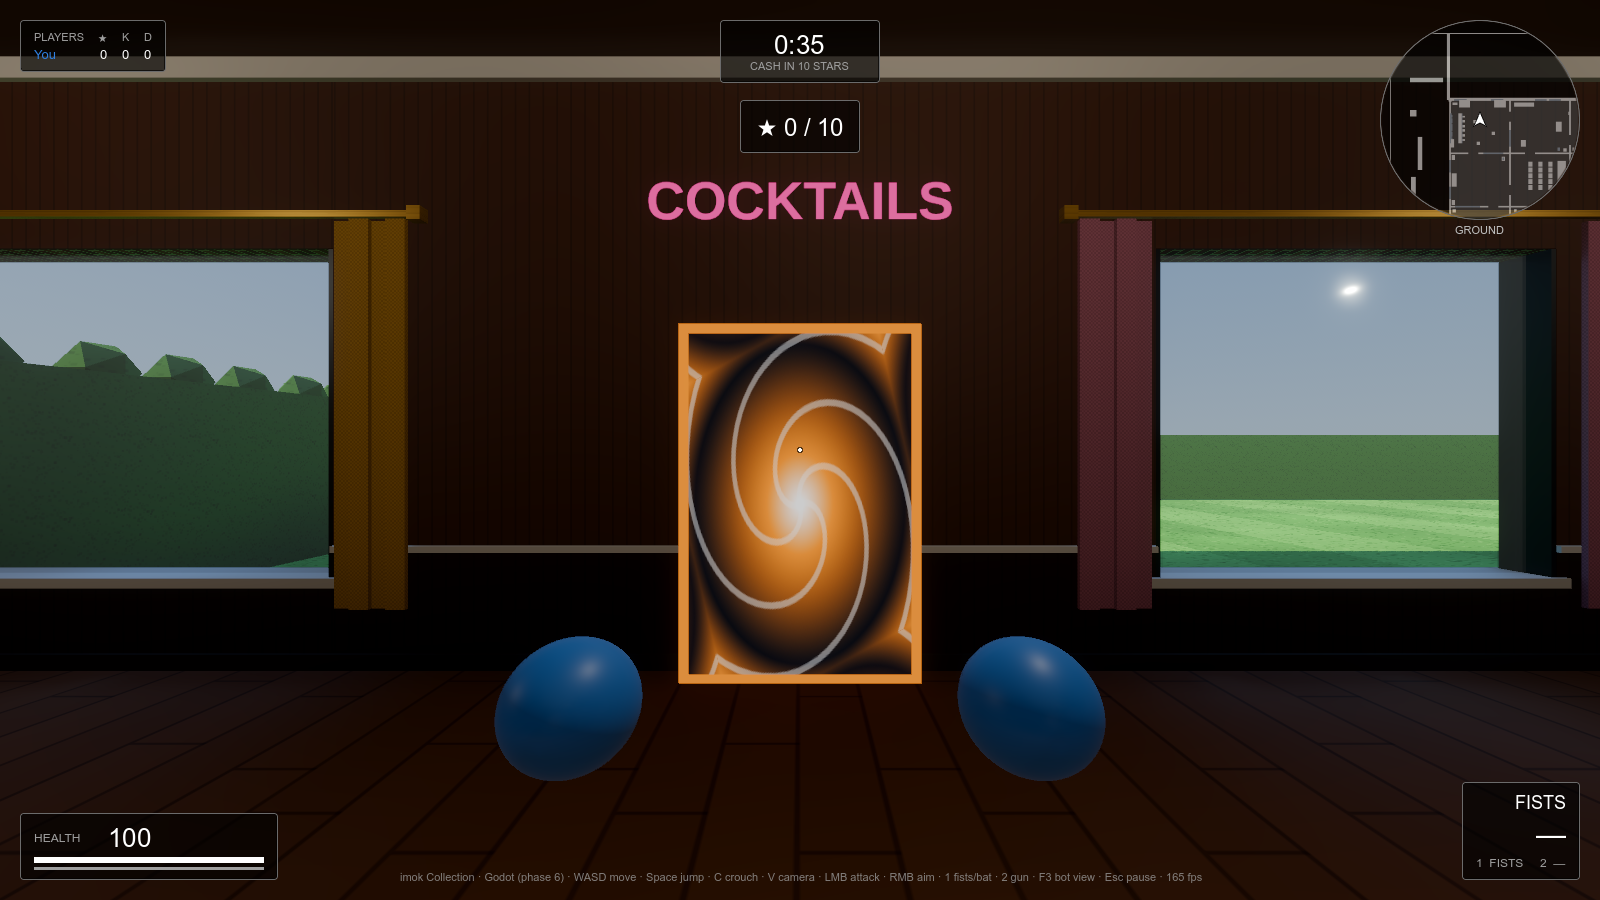 PLAYERS ★ K D
You 0 0 0
0:35
CASH IN 10 STARS
★ 0 / 10
COCKTAILS
GROUND
HEALTH 100
FISTS
—
1 FISTS 2 —
imok Collection · Godot (phase 6) · WASD move · Space jump · C crouch · V camera · LMB attack · RMB aim · 1 fists/bat · 2 gun · F3 bot view · Esc pause · 165 fps